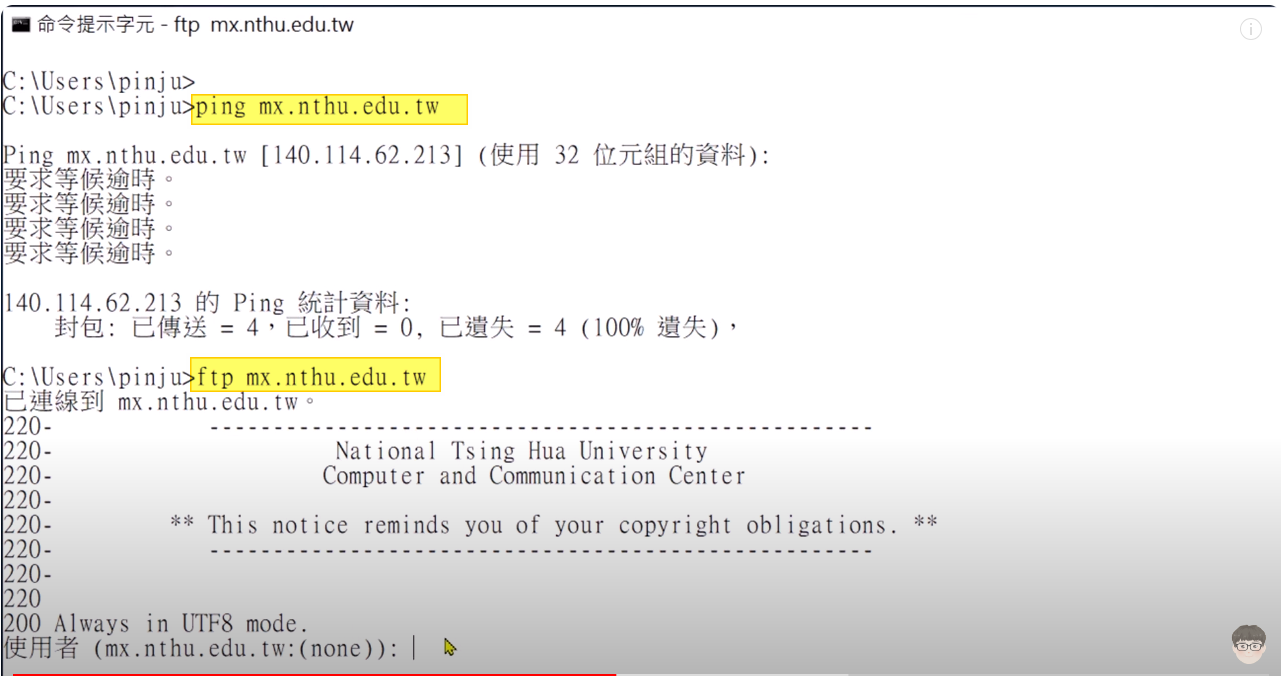 命令提示字元 - ftp mx.nthu.edu.tw
C:\Users\pinju>
C:\Users\pinju>ping mx.nthu.edu.tw
Ping mx.nthu.edu.tw [140.114.62.213] (使用 32 位元組的資料):
要求等候逾時。
要求等候逾時。
要求等候逾時。
要求等候逾時。
140.114.62.213 的 Ping 統計資料:
封包: 已傳送 = 4，已收到 = 0, 已遺失 = 4 (100% 遺失)，
C:\Users\pinju>ftp mx.nthu.edu.tw
已連線到 mx.nthu.edu.tw。
220- ----------------------------------------------------
220- National Tsing Hua University
220- Computer and Communication Center
220-
220- ** This notice reminds you of your copyright obligations. **
220- ----------------------------------------------------
220-
220
200 Always in UTF8 mode.
使用者 (mx.nthu.edu.tw:(none)):